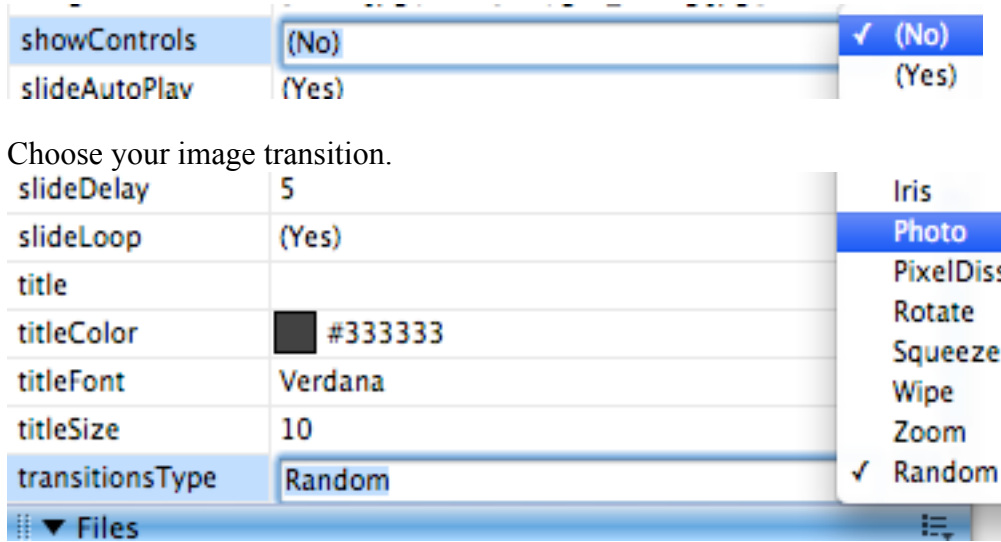 showControls (No) ✓ (No)
slideAutoPlay (Yes) (Yes)
Choose your image transition.
slideDelay 5 Iris
slideLoop (Yes) Photo
title PixelDiss
titleColor #333333 Rotate
Squeeze
titleFont Verdana Wipe
titleSize 10 Zoom
transitionsType Random ✓ Random
▼ Files